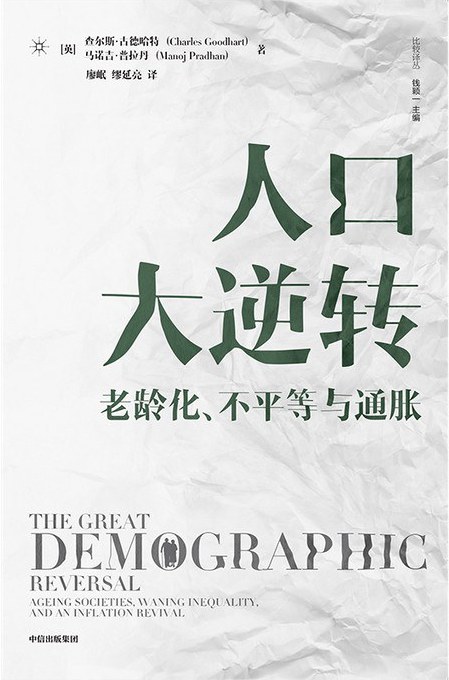 [英] 查尔斯·古德哈特 (Charles Goodhart)
马诺吉·普拉丹 (Manoj Pradhan) 著
廖岷 缪延亮 译
比较译丛 钱颖一 主编
人口
大逆转
老龄化、不平等与通胀
THE GREAT
DEMOGRAPHIC
REVERSAL
AGEING SOCIETIES, WANING INEQUALITY,
AND AN INFLATION REVIVAL
中信出版集团